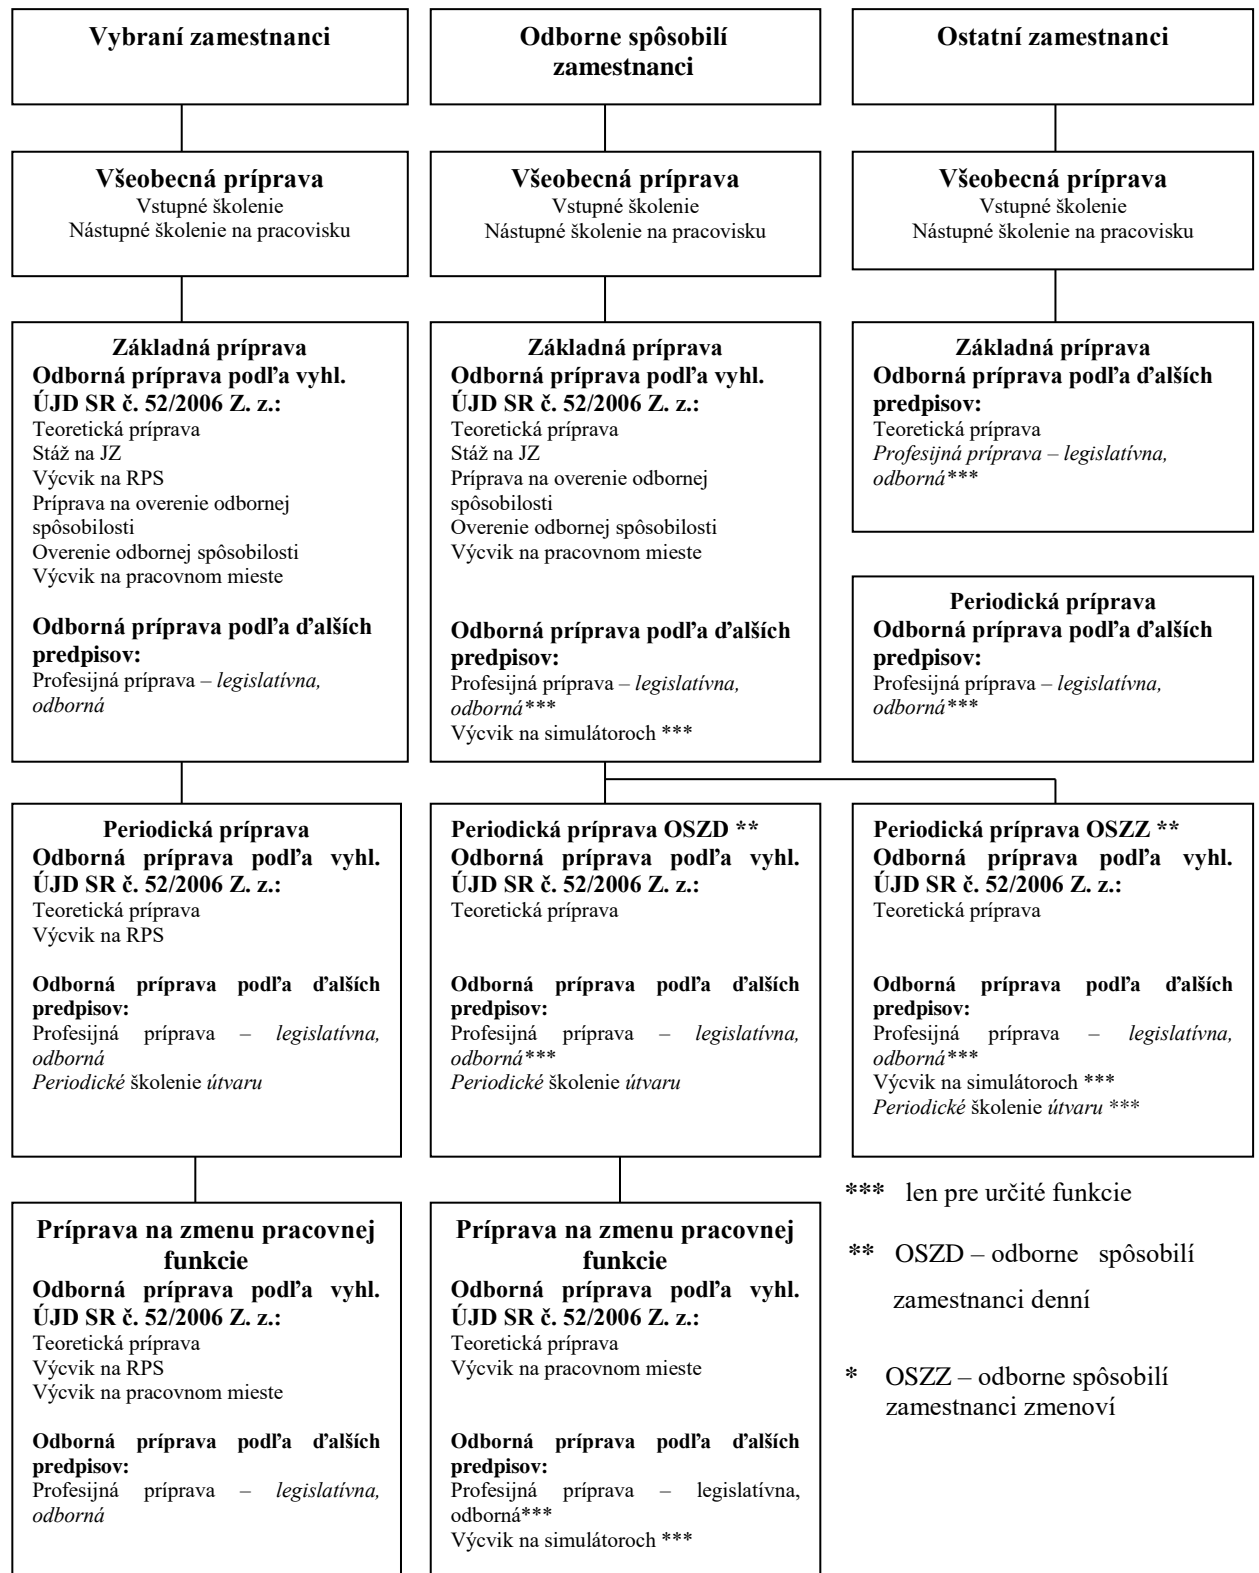 Vybraní zamestnanci
Odborne spôsobilí
zamestnanci
Ostatní zamestnanci
Všeobecná príprava
Vstupné školenie
Nástupné školenie na pracovisku
Všeobecná príprava
Vstupné školenie
Nástupné školenie na pracovisku
Všeobecná príprava
Vstupné školenie
Nástupné školenie na pracovisku
Základná príprava
Odborná príprava podľa vyhl.
ÚJD SR č. 52/2006 Z. z.:
Teoretická príprava
Stáž na JZ
Výcvik na RPS
Príprava na overenie odbornej
spôsobilosti
Overenie odbornej spôsobilosti
Výcvik na pracovnom mieste
Odborná príprava podľa ďalších
predpisov:
Profesijná príprava – legislatívna,
odborná
Základná príprava
Odborná príprava podľa vyhl.
ÚJD SR č. 52/2006 Z. z.:
Teoretická príprava
Stáž na JZ
Príprava na overenie odbornej
spôsobilosti
Overenie odbornej spôsobilosti
Výcvik na pracovnom mieste
Odborná príprava podľa ďalších
predpisov:
Profesijná príprava – legislatívna,
odborná***
Výcvik na simulátoroch ***
Základná príprava
Odborná príprava podľa ďalších
predpisov:
Teoretická príprava
Profesijná príprava – legislatívna,
odborná***
Periodická príprava
Odborná príprava podľa ďalších
predpisov:
Profesijná príprava – legislatívna,
odborná***
Periodická príprava
Odborná príprava podľa vyhl.
ÚJD SR č. 52/2006 Z. z.:
Teoretická príprava
Výcvik na RPS
Odborná príprava podľa ďalších
predpisov:
Profesijná príprava – legislatívna,
odborná
Periodické školenie útvaru
Periodická príprava OSZD **
Odborná príprava podľa vyhl.
ÚJD SR č. 52/2006 Z. z.:
Teoretická príprava
Odborná príprava podľa ďalších
predpisov:
Profesijná príprava – legislatívna,
odborná***
Periodické školenie útvaru
Periodická príprava OSZZ **
Odborná príprava podľa vyhl.
ÚJD SR č. 52/2006 Z. z.:
Teoretická príprava
Odborná príprava podľa ďalších
predpisov:
Profesijná príprava – legislatívna,
odborná***
Výcvik na simulátoroch ***
Periodické školenie útvaru ***
Príprava na zmenu pracovnej
funkcie
Odborná príprava podľa vyhl.
ÚJD SR č. 52/2006 Z. z.:
Teoretická príprava
Výcvik na RPS
Výcvik na pracovnom mieste
Odborná príprava podľa ďalších
predpisov:
Profesijná príprava – legislatívna,
odborná
Príprava na zmenu pracovnej
funkcie
Odborná príprava podľa vyhl.
ÚJD SR č. 52/2006 Z. z.:
Teoretická príprava
Výcvik na pracovnom mieste
Odborná príprava podľa ďalších
predpisov:
Profesijná príprava – legislatívna,
odborná***
Výcvik na simulátoroch ***
*** len pre určité funkcie
** OSZD – odborne spôsobilí
zamestnanci denní
* OSZZ – odborne spôsobilí
zamestnanci zmenoví